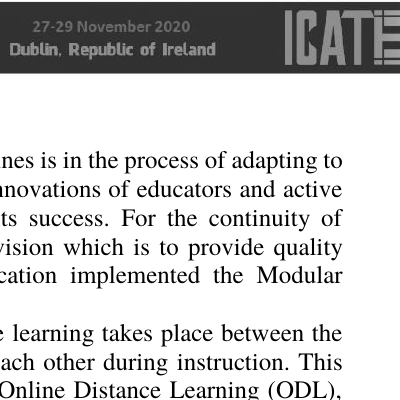 27-29 November 2020
Dublin, Republic of Ireland
ICATE
nes is in the process of adapting to
nnovations of educators and active
ts success. For the continuity of
vision which is to provide quality
cation implemented the Modular
e learning takes place between the
ach other during instruction. This
Online Distance Learning (ODL),